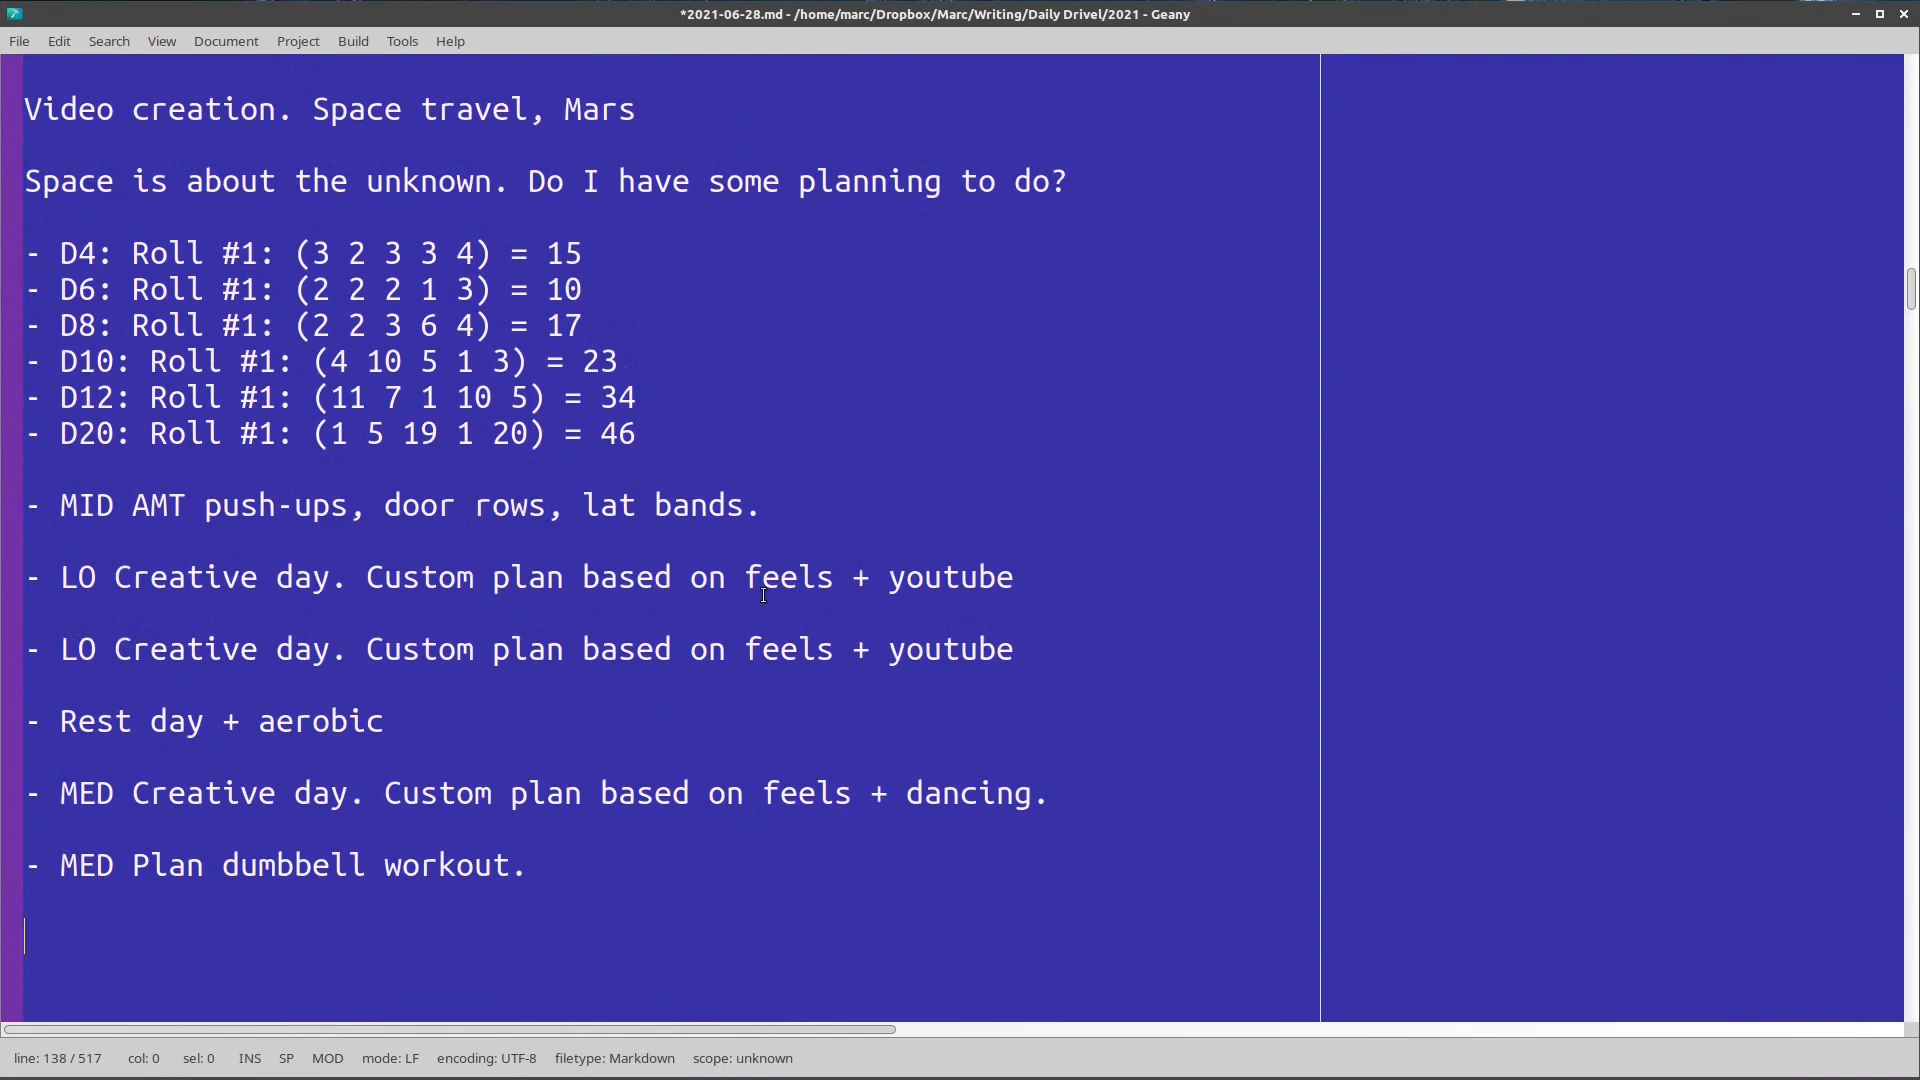 *2021-06-28.md - /home/marc/Dropbox/Marc/Writing/Daily Drivel/2021 - Geany
File Edit Search View Document Project Build Tools Help
Video creation. Space travel, Mars
Space is about the unknown. Do I have some planning to do?
- D4: Roll #1: (3 2 3 3 4) = 15
- D6: Roll #1: (2 2 2 1 3) = 10
- D8: Roll #1: (2 2 3 6 4) = 17
- D10: Roll #1: (4 10 5 1 3) = 23
- D12: Roll #1: (11 7 1 10 5) = 34
- D20: Roll #1: (1 5 19 1 20) = 46
- MID AMT push-ups, door rows, lat bands.
- LO Creative day. Custom plan based on feels + youtube
- LO Creative day. Custom plan based on feels + youtube
- Rest day + aerobic
- MED Creative day. Custom plan based on feels + dancing.
- MED Plan dumbbell workout.
line: 138 / 517 col: 0 sel: 0 INS SP MOD mode: LF encoding: UTF-8 filetype: Markdown scope: unknown